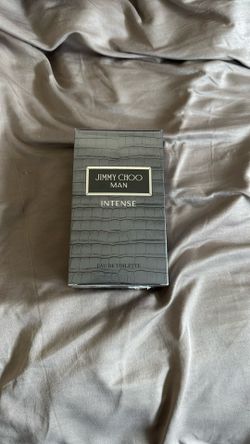 JIMMY CHOO
MAN
INTENSE
EAU DE TOILETTE